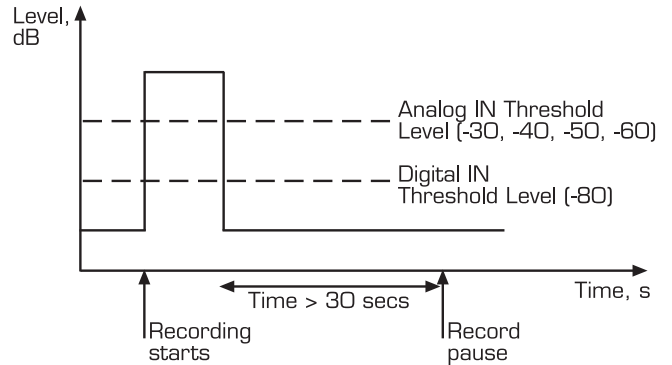 Level,
dB
Analog IN Threshold
Level (-30, -40, -50, -60)
Digital IN
Threshold Level (-80)
Time > 30 secs
Time, s
Recording
starts
Record
pause